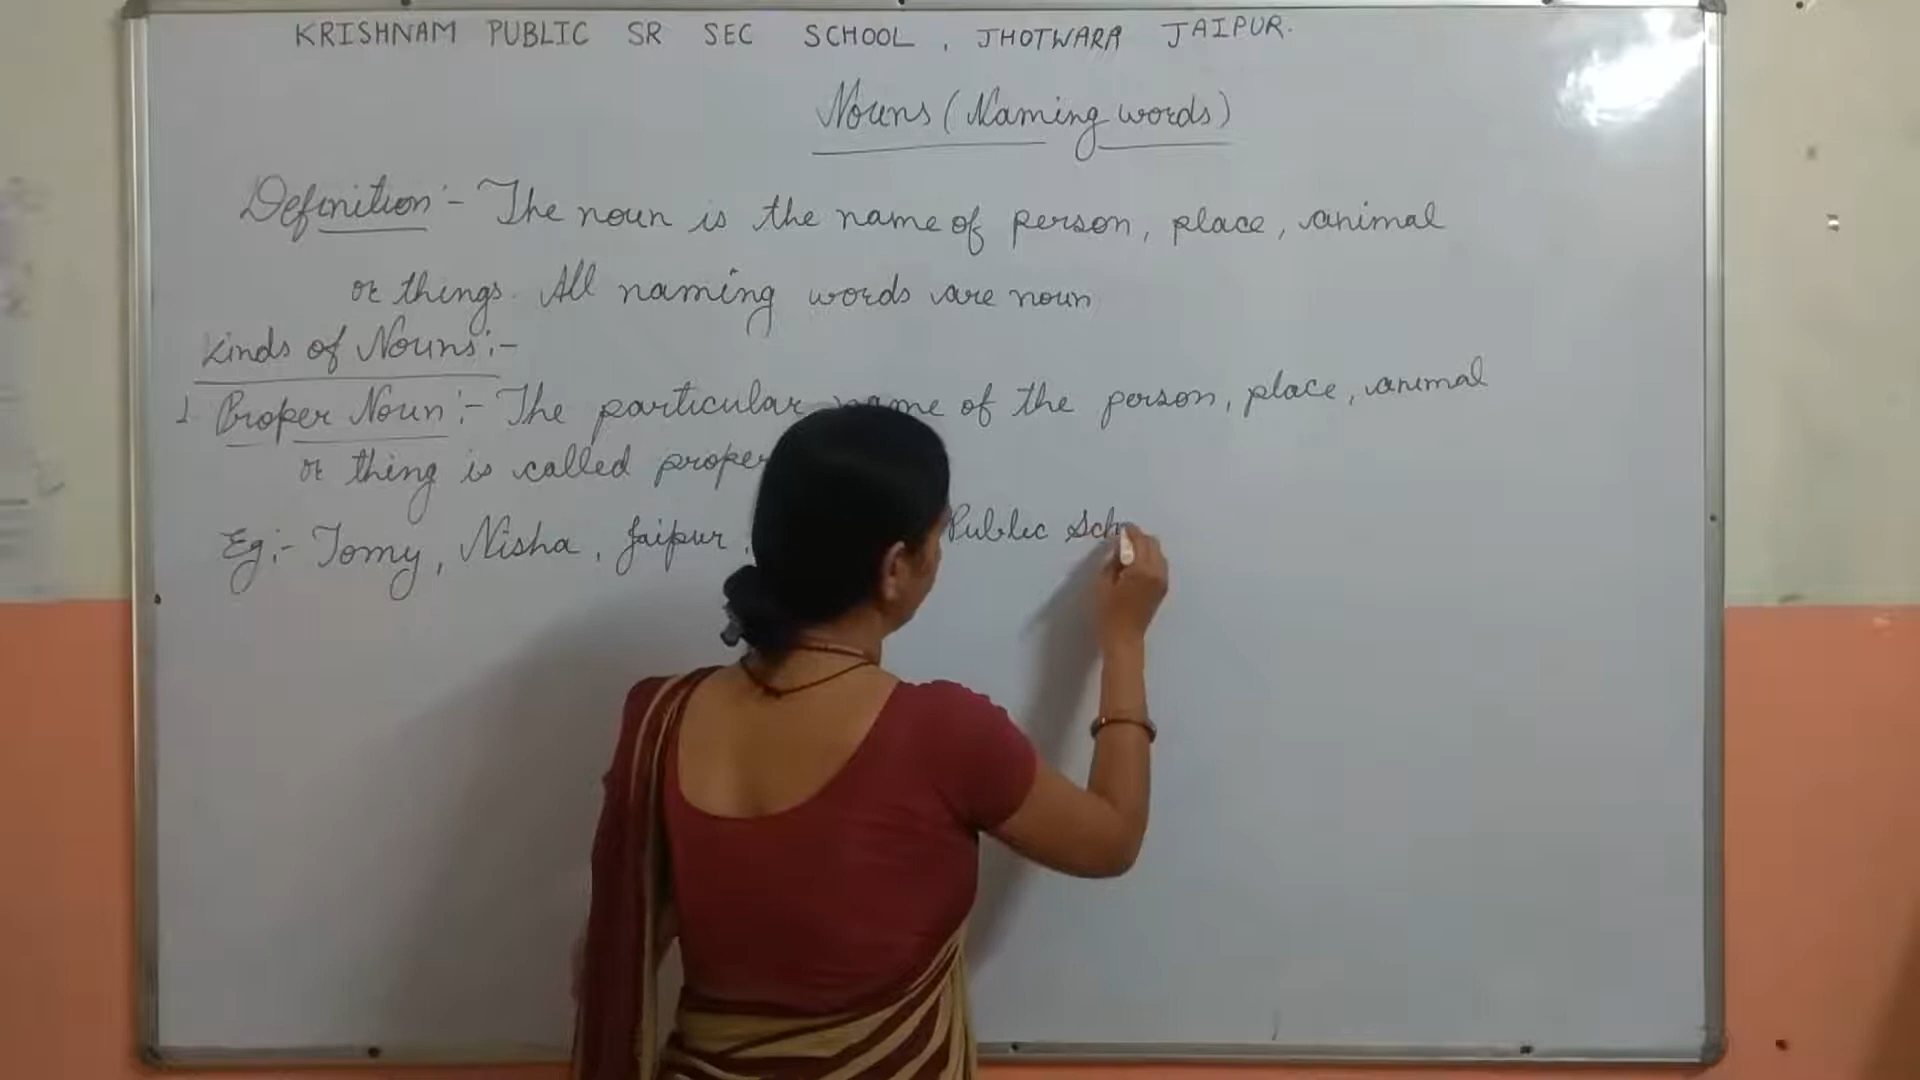 KRISHNAM PUBLIC SR SEC SCHOOL, JHOTWARA JAIPUR.
Nouns (Naming words)
Definition:- The noun is the name of person, place, animal
or things. All naming words are noun
Kinds of Nouns:-
1. Proper Noun:- The particular name of the person, place, animal
or thing is called proper
Eg:- Tomy, Nisha, Jaipur, Public Sch